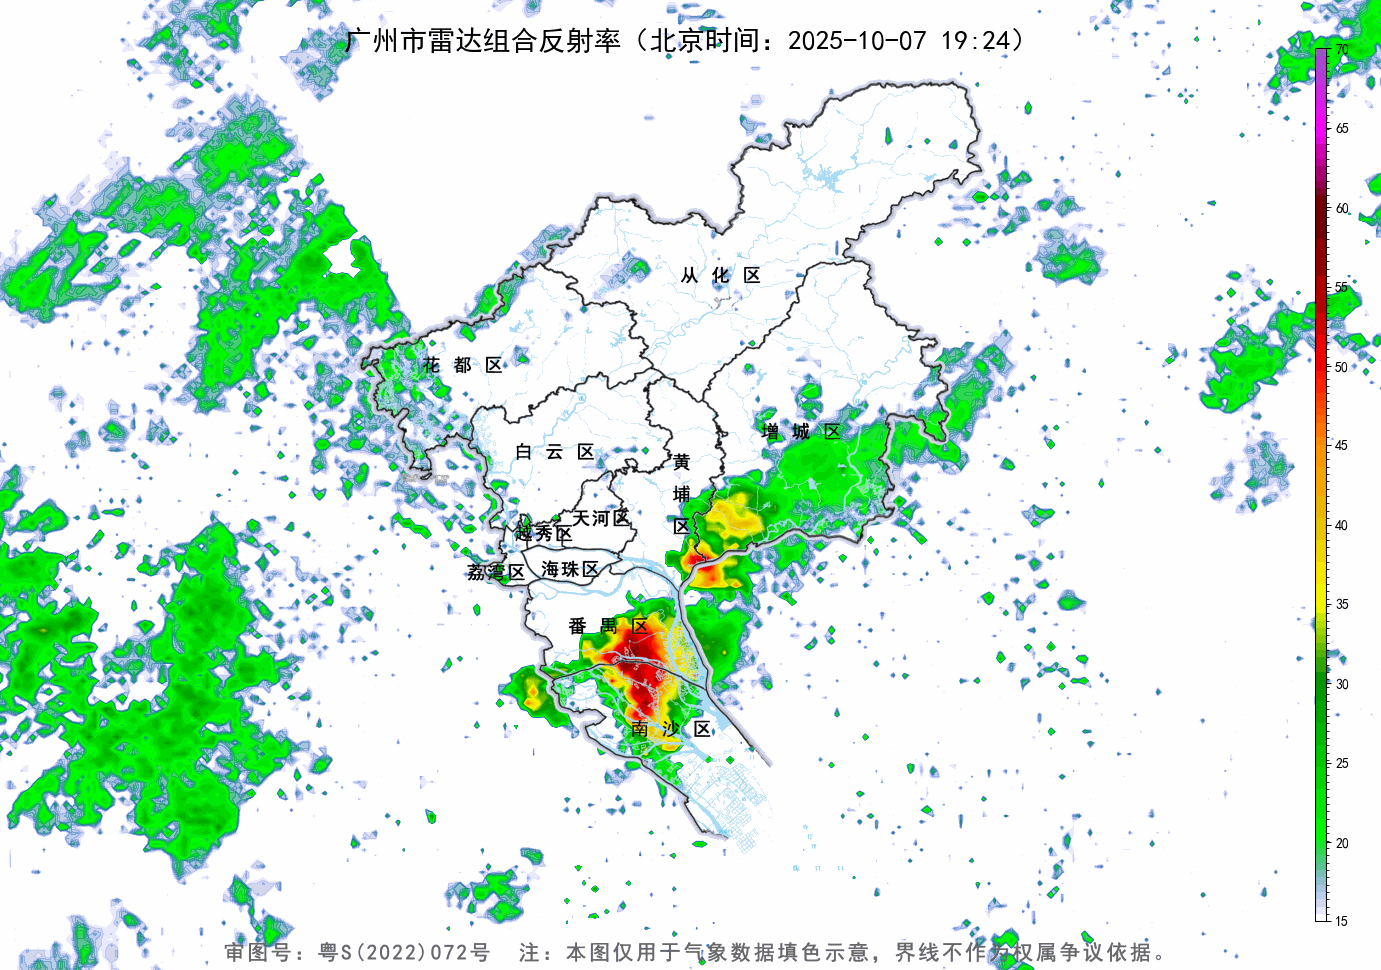 广州市雷达组合反射率（北京时间：2025-10-07 19:24）
70
65
60
55
50
45
40
35
30
25
20
15
从化区
花都区
增城区
白云区
黄埔区
天河区
越秀区
荔湾区
海珠区
番禺区
南沙区
审图号：粤S(2022)072号 注：本图仅用于气象数据填色示意，界线不作为权属争议依据。